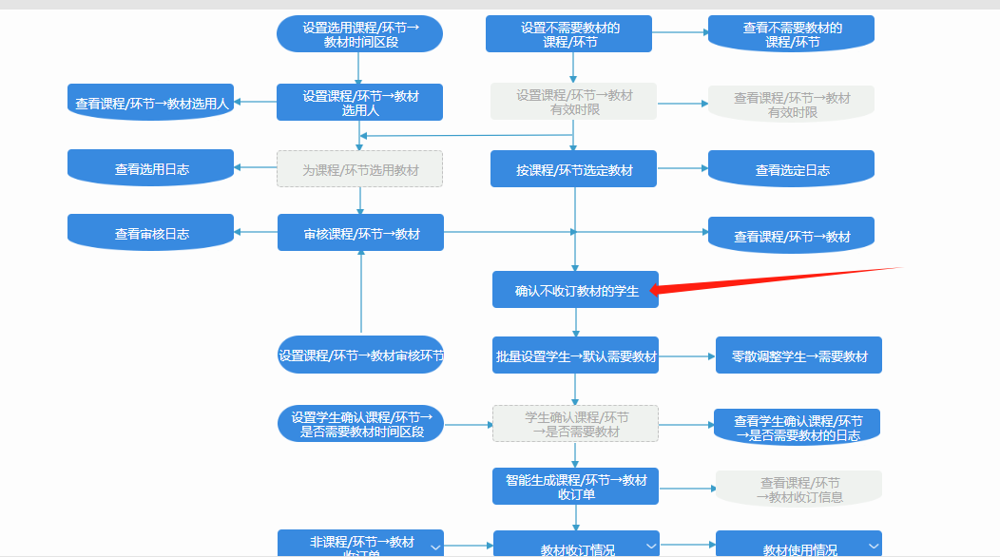 设置选用课程/环节→
教材时间区段
设置不需要教材的
课程/环节
查看不需要教材的
课程/环节
查看课程/环节→教材选用人
设置课程/环节→教材
选用人
设置课程/环节→教材
有效时限
查看课程/环节→教材
有效时限
查看选用日志
为课程/环节选用教材
按课程/环节选定教材
查看选定日志
查看审核日志
审核课程/环节→教材
查看课程/环节→教材
确认不收订教材的学生
设置课程/环节→教材审核环节
批量设置学生→默认需要教材
零散调整学生→需要教材
设置学生确认课程/环节→
是否需要教材时间区段
学生确认课程/环节
→是否需要教材
查看学生确认课程/环节
→是否需要教材的日志
智能生成课程/环节→教材
收订单
查看课程/环节
→教材收订信息
非课程/环节→教材
收订单
教材收订情况
教材使用情况